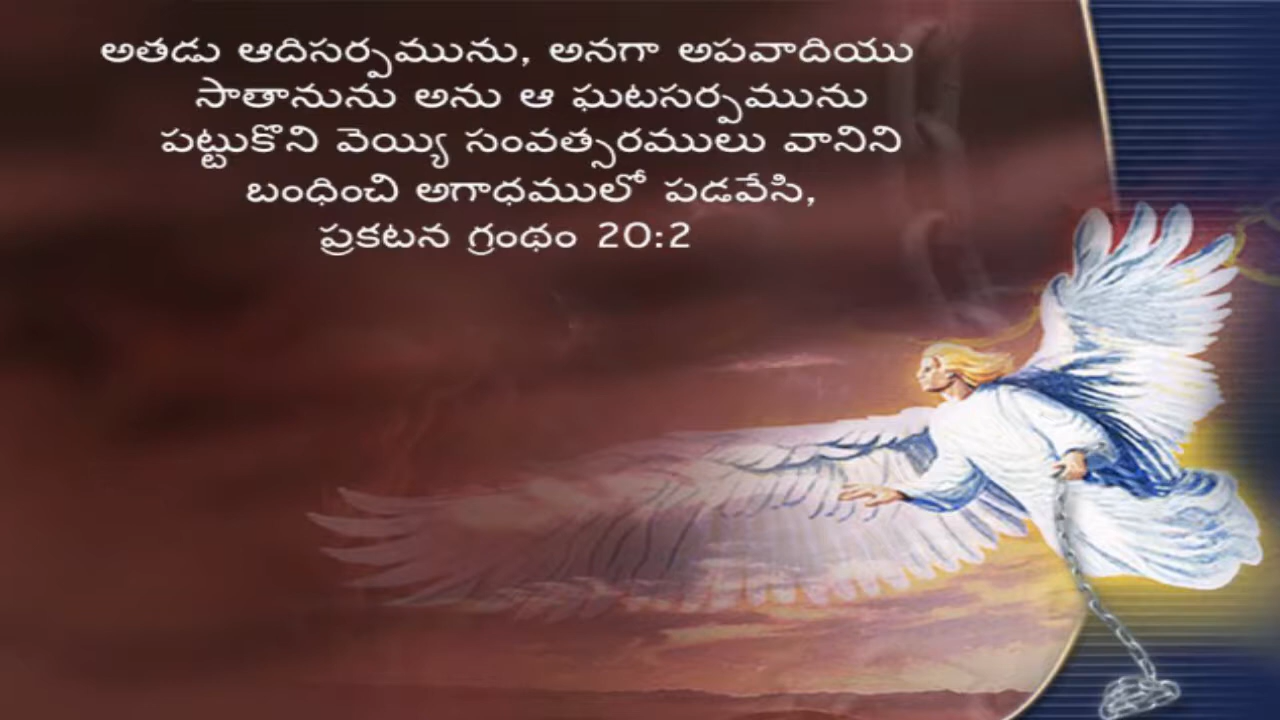 అతడు ఆదిసర్పమును, అనగా అపవాదియు
సాతానును అను ఆ ఘటసర్పమును
పట్టుకొని వెయ్యి సంవత్సరములు వానిని
బంధించి అగాధములో పడవేసి,
ప్రకటన గ్రంథం 20:2